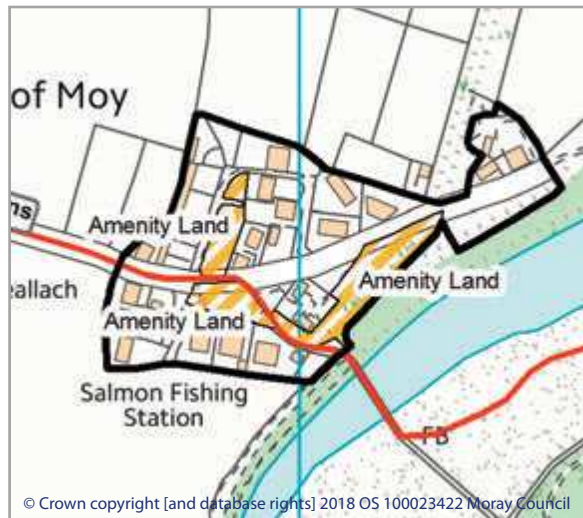 of Moy
ns
Amenity Land
eallach
Amenity Land
Amenity Land
Salmon Fishing
Station
FB
© Crown copyright [and database rights] 2018 OS 100023422 Moray Council